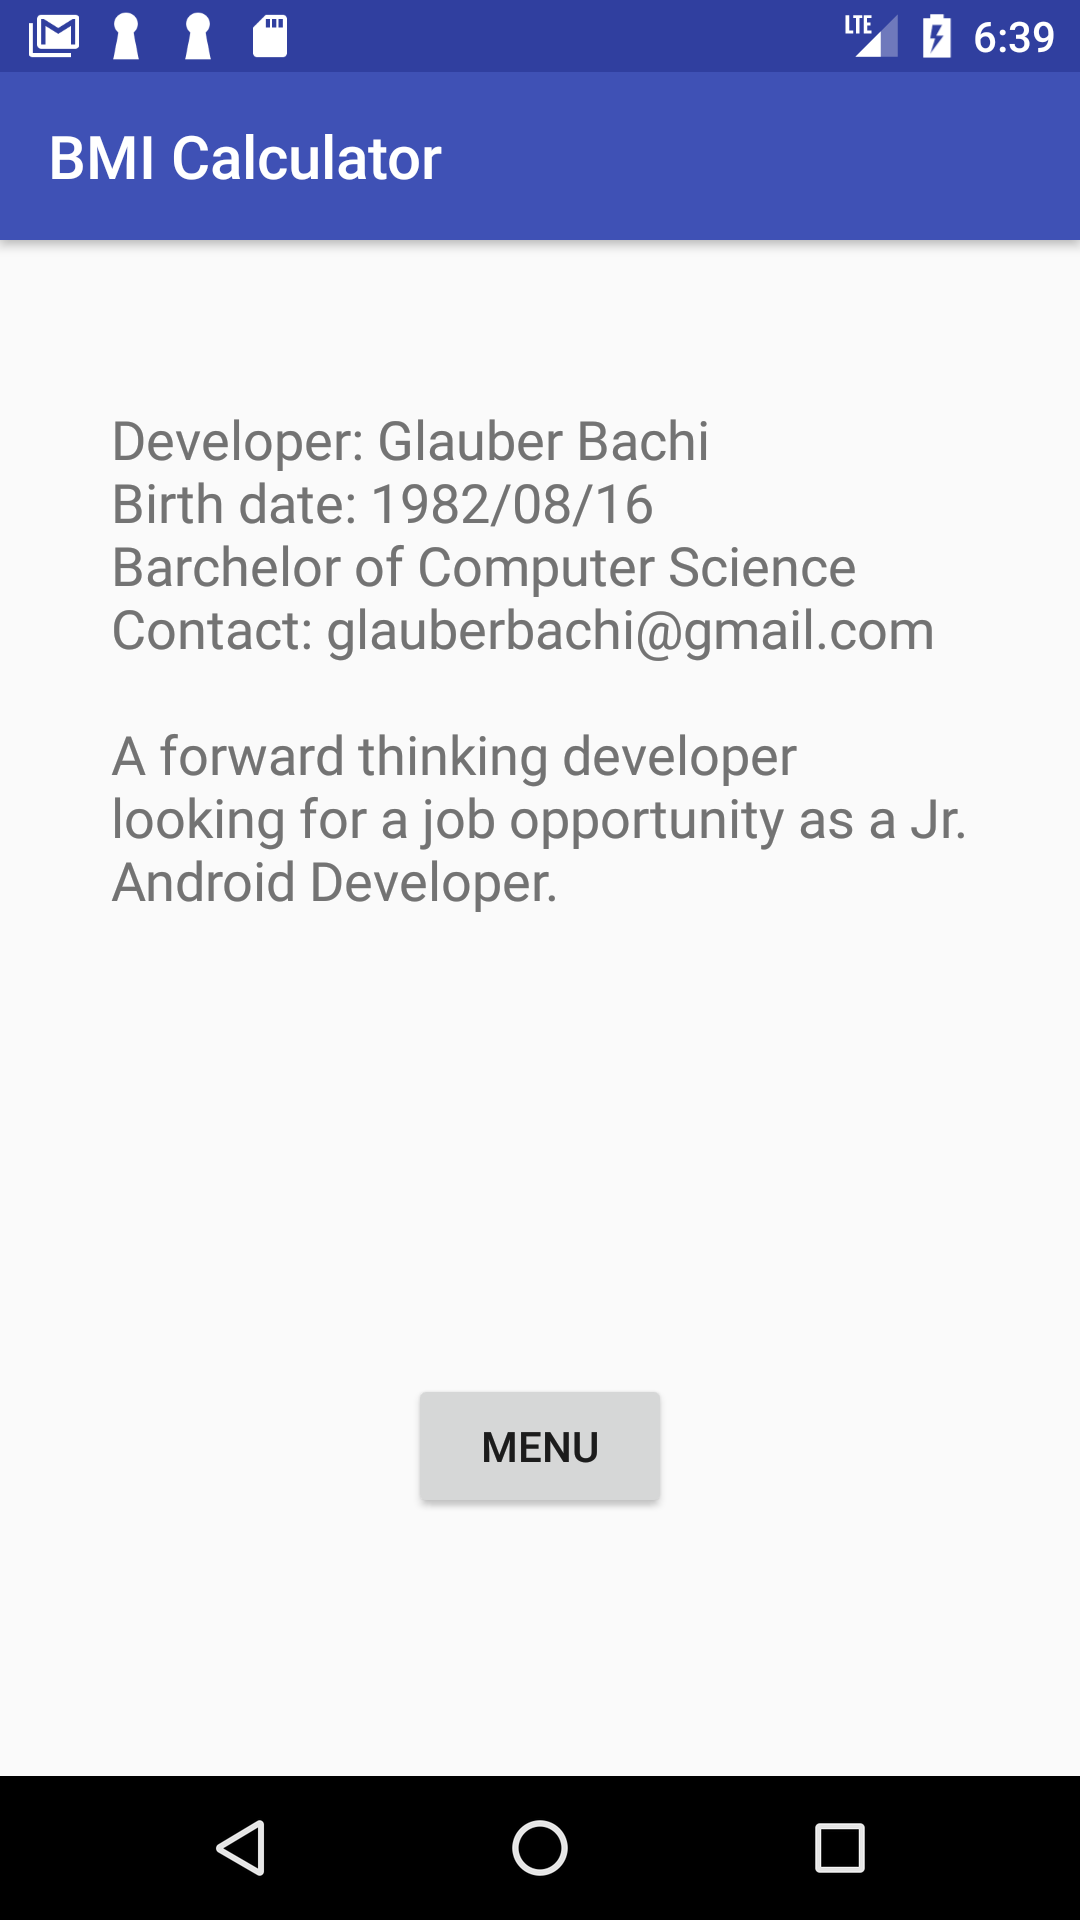 LTE 6:39
BMI Calculator
Developer: Glauber Bachi
Birth date: 1982/08/16
Barchelor of Computer Science
Contact: glauberbachi@gmail.com
A forward thinking developer
looking for a job opportunity as a Jr.
Android Developer.
MENU